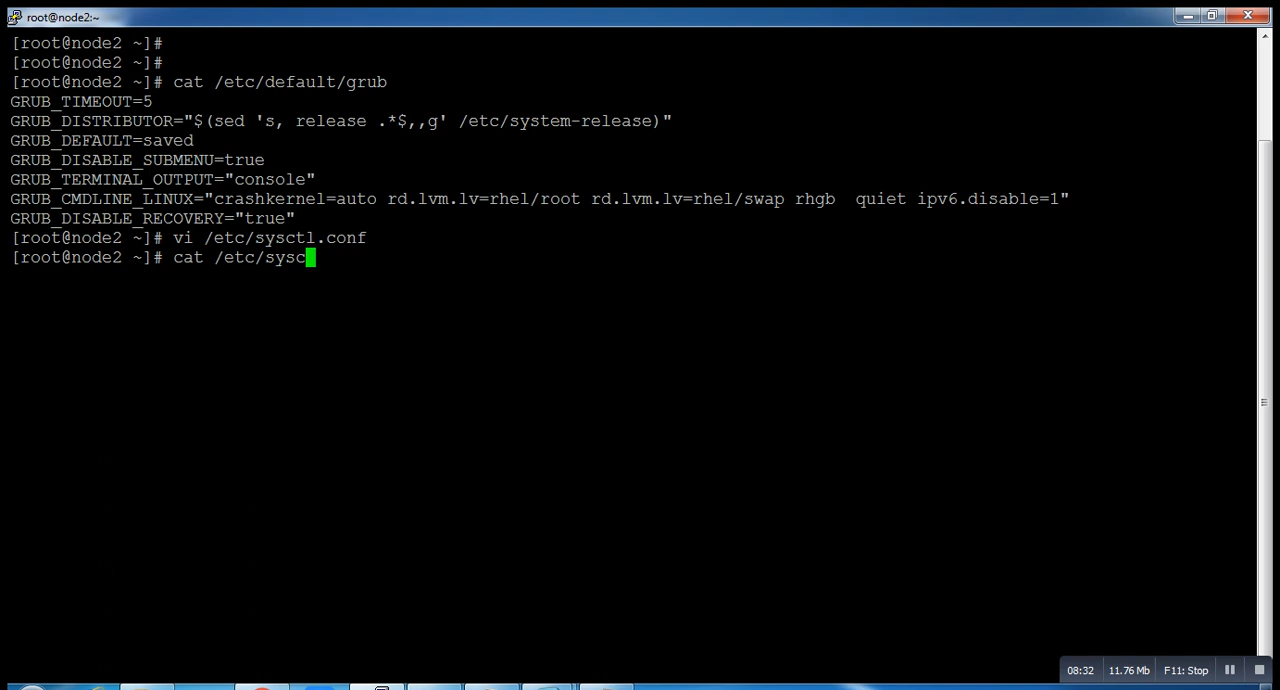 root@node2:~
[root@node2 ~]#
[root@node2 ~]#
[root@node2 ~]# cat /etc/default/grub
GRUB_TIMEOUT=5
GRUB_DISTRIBUTOR="$(sed 's, release .*$,,g' /etc/system-release)"
GRUB_DEFAULT=saved
GRUB_DISABLE_SUBMENU=true
GRUB_TERMINAL_OUTPUT="console"
GRUB_CMDLINE_LINUX="crashkernel=auto rd.lvm.lv=rhel/root rd.lvm.lv=rhel/swap rhgb  quiet ipv6.disable=1"
GRUB_DISABLE_RECOVERY="true"
[root@node2 ~]# vi /etc/sysctl.conf
[root@node2 ~]# cat /etc/sysc
08:32 11.76 Mb F11: Stop